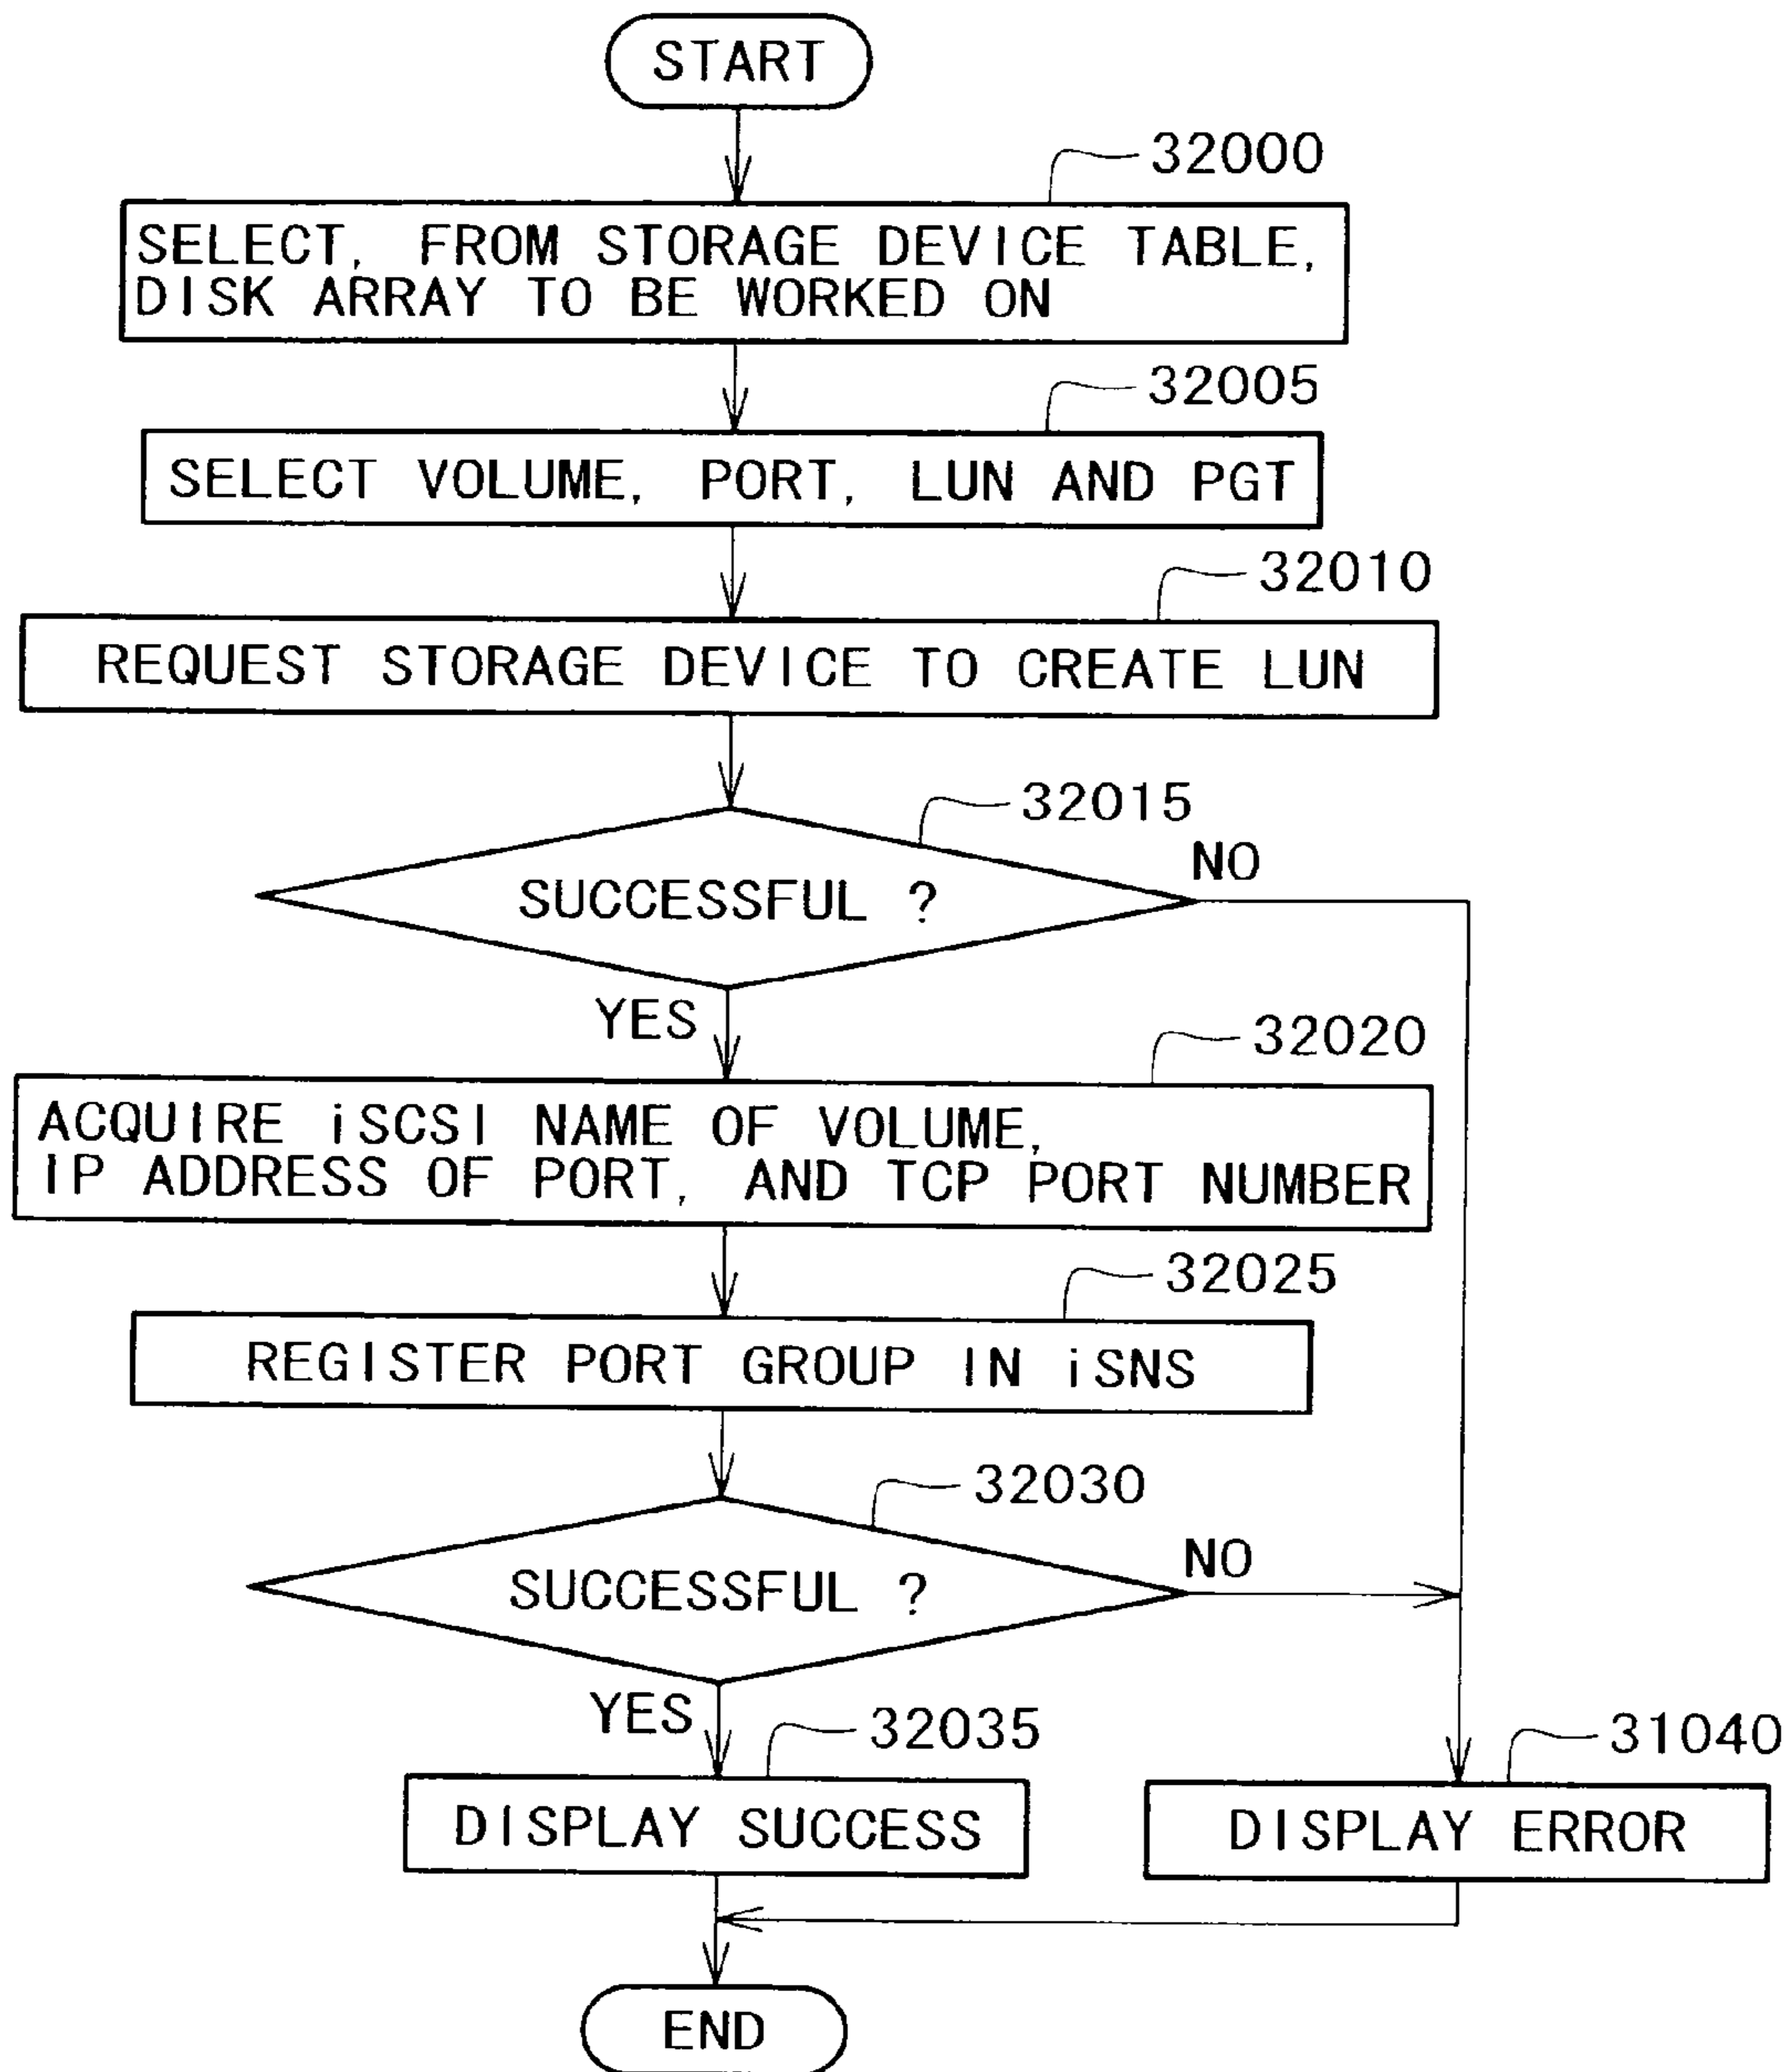 START
32000
SELECT, FROM STORAGE DEVICE TABLE,
DISK ARRAY TO BE WORKED ON
32005
SELECT VOLUME, PORT, LUN AND PGT
32010
REQUEST STORAGE DEVICE TO CREATE LUN
32015
SUCCESSFUL ?
NO
YES
32020
ACQUIRE iSCSI NAME OF VOLUME,
IP ADDRESS OF PORT, AND TCP PORT NUMBER
32025
REGISTER PORT GROUP IN iSNS
32030
SUCCESSFUL ?
NO
YES
32035
31040
DISPLAY SUCCESS
DISPLAY ERROR
END